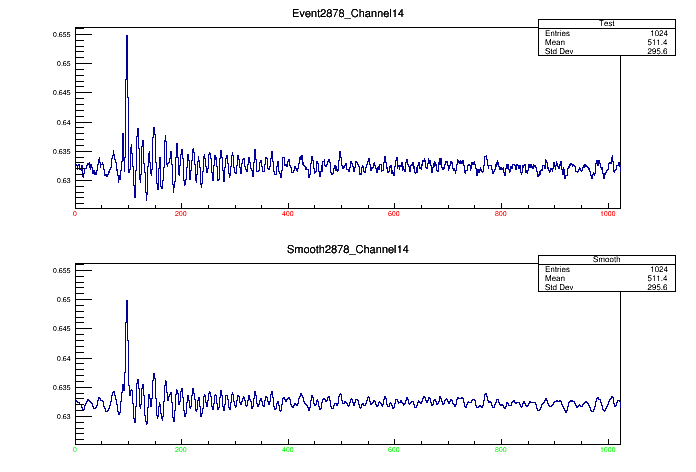 Event2878_Channel14
Test
Entries 1024
Mean 511.4
Std Dev 295.6
0.655
0.65
0.645
0.64
0.635
0.63
0 200 400 600 800 1000
Smooth2878_Channel14
Smooth
Entries 1024
Mean 511.4
Std Dev 295.6
0.655
0.65
0.645
0.64
0.635
0.63
0 200 400 600 800 1000